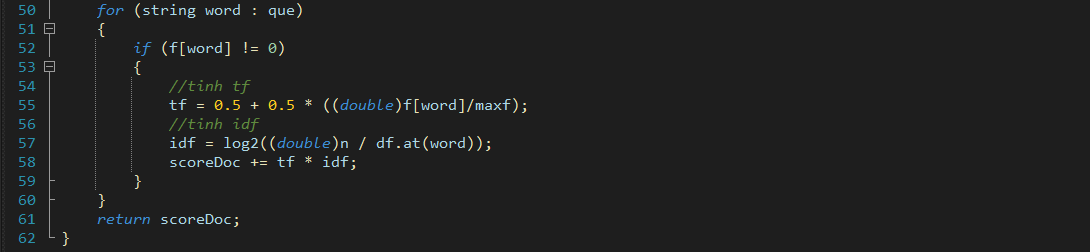 50 for (string word : que)
51 {
52 if (f[word] != 0)
53 {
54 //tinh tf
55 tf = 0.5 + 0.5 * ((double)f[word]/maxf);
56 //tinh idf
57 idf = log2((double)n / df.at(word));
58 scoreDoc += tf * idf;
59 }
60 }
61 return scoreDoc;
62 }